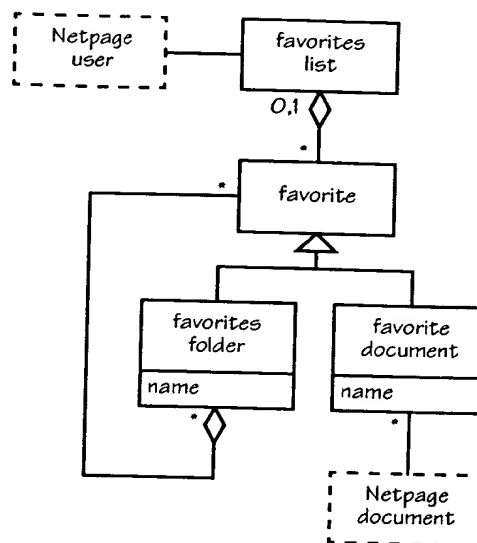 Netpage
user
favorites
list
0,1
*
*
favorite
favorites
folder
name
favorite
document
name
*
*
Netpage
document